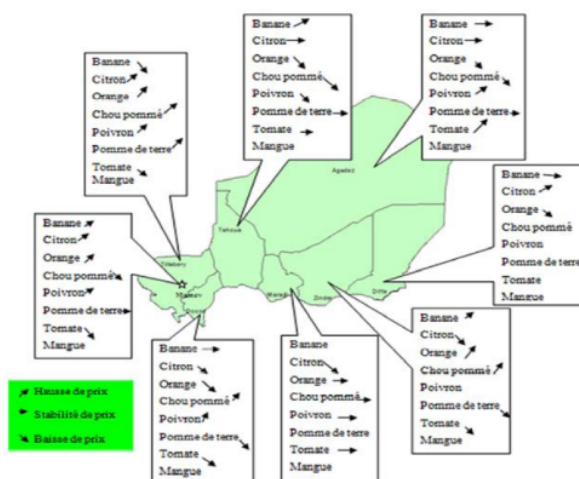 Banane
Citron
Orange
Chou pommé
Poivron
Pomme de terre
Tomate
Mangue
Banane
Citron
Orange
Chou pommé
Poivron
Pomme de terre
Tomate
Mangue
Banane
Citron
Orange
Chou pommé
Poivron
Pomme de terre
Tomate
Mangue
Agadez
Tahoua
Tillabéry
Maradi
Zinder
Diffa
Dosso
Banane
Citron
Orange
Chou pommé
Poivron
Pomme de terre
Tomate
Mangue
Banane
Citron
Orange
Chou pommé
Poivron
Pomme de terre
Tomate
Mangue
Banane
Citron
Orange
Chou pommé
Poivron
Pomme de terre
Tomate
Mangue
Banane
Citron
Orange
Chou pommé
Poivron
Pomme de terre
Tomate
Mangue
Banane
Citron
Orange
Chou pommé
Poivron
Pomme de terre
Tomate
Mangue
Hausse de prix
Stabilité de prix
Baisse de prix